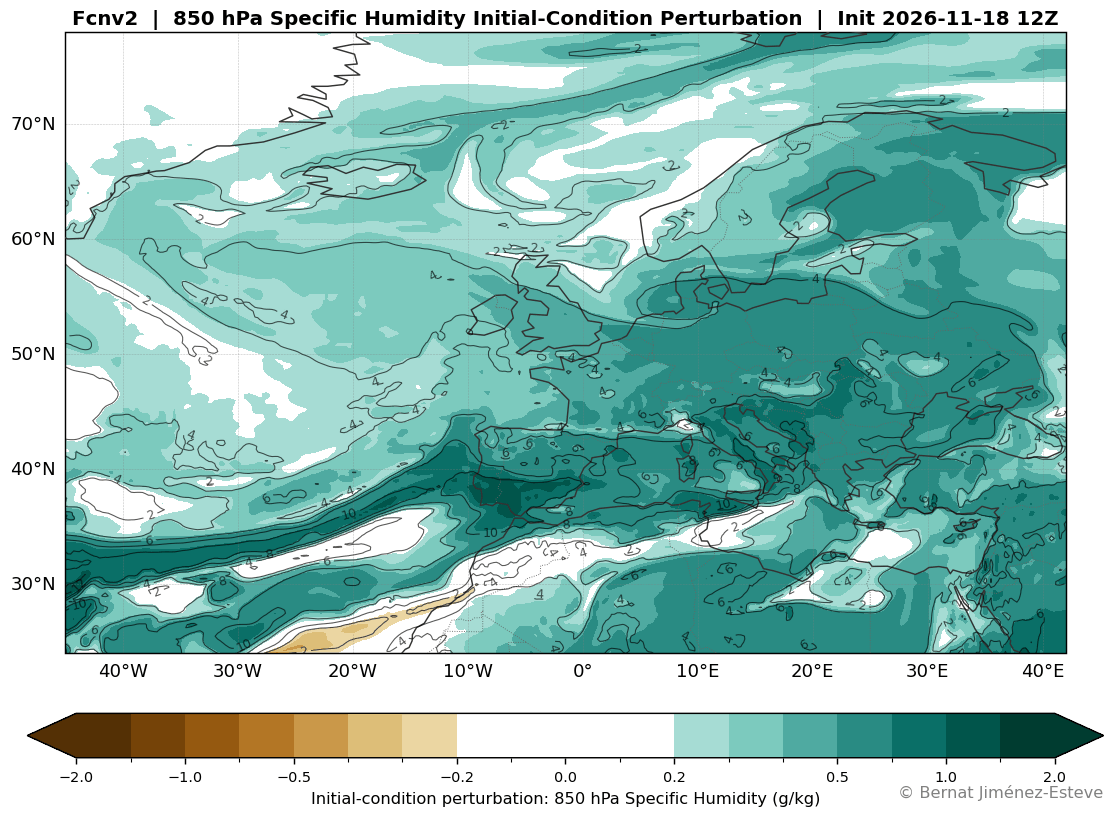 Fcnv2 | 850 hPa Specific Humidity Initial-Condition Perturbation | Init 2026-11-18 12Z
70°N
60°N
50°N
40°N
30°N
40°W 30°W 20°W 10°W 0° 10°E 20°E 30°E 40°E
−2.0 −1.0 −0.5 −0.2 0.0 0.2 0.5 1.0 2.0
Initial-condition perturbation: 850 hPa Specific Humidity (g/kg)
© Bernat Jiménez-Esteve